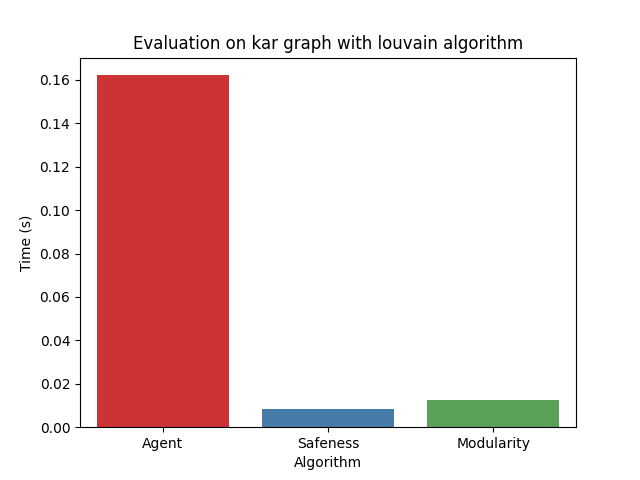 Evaluation on kar graph with louvain algorithm
0.16
0.14
0.12
0.10
0.08
0.06
0.04
0.02
0.00
Time (s)
Agent
Safeness
Modularity
Algorithm